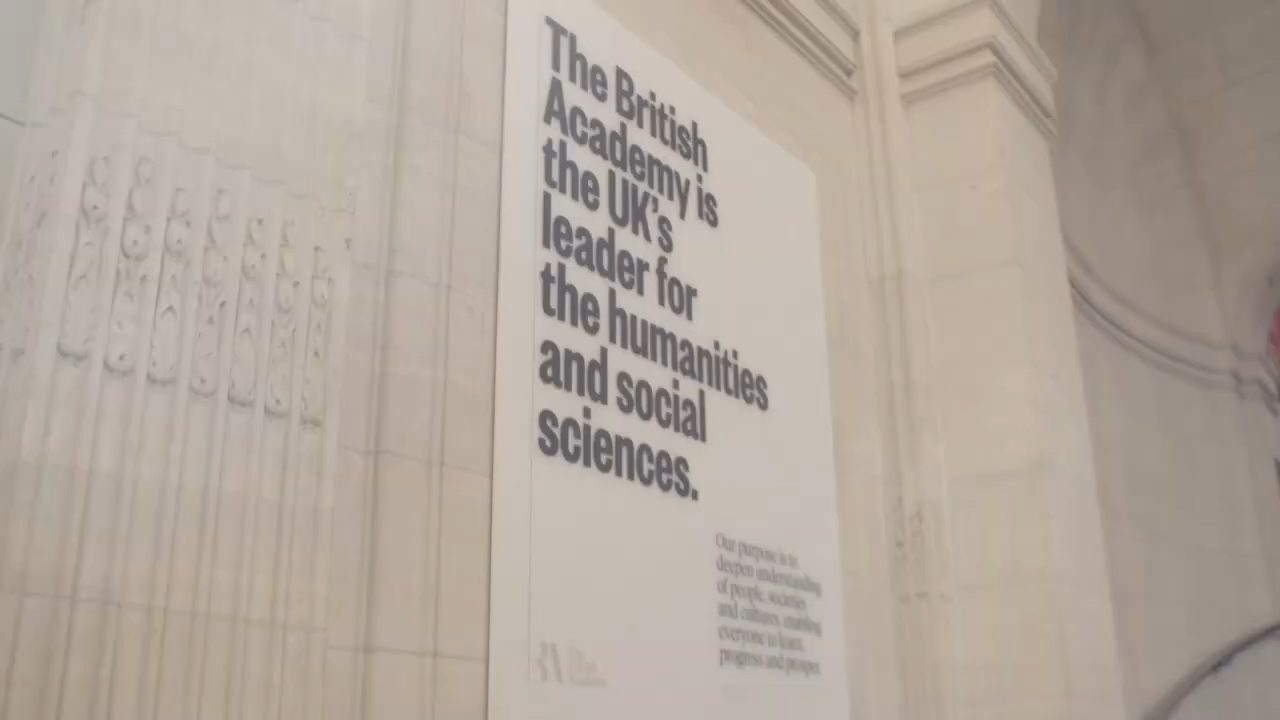 The British
Academy is
the UK's
leader for
the humanities
and social
sciences.
Our purpose is to
deepen understanding
of people, societies
and cultures, enabling
everyone to learn,
progress and prosper.